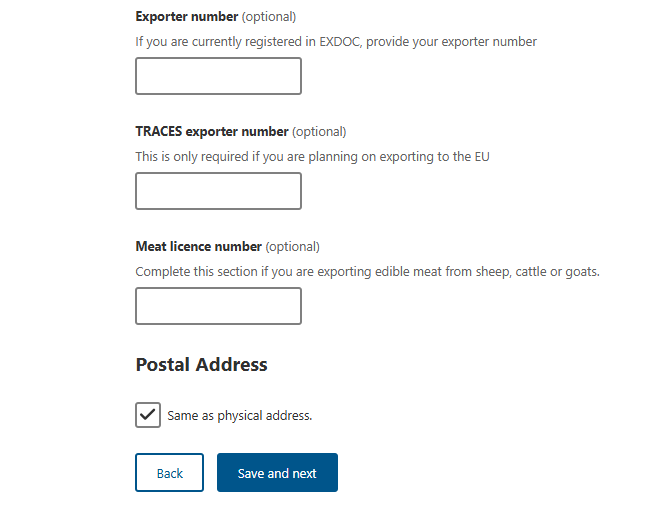 Exporter number (optional)
If you are currently registered in EXDOC, provide your exporter number
TRACES exporter number (optional)
This is only required if you are planning on exporting to the EU
Meat licence number (optional)
Complete this section if you are exporting edible meat from sheep, cattle or goats.
Postal Address
Same as physical address.
Back
Save and next